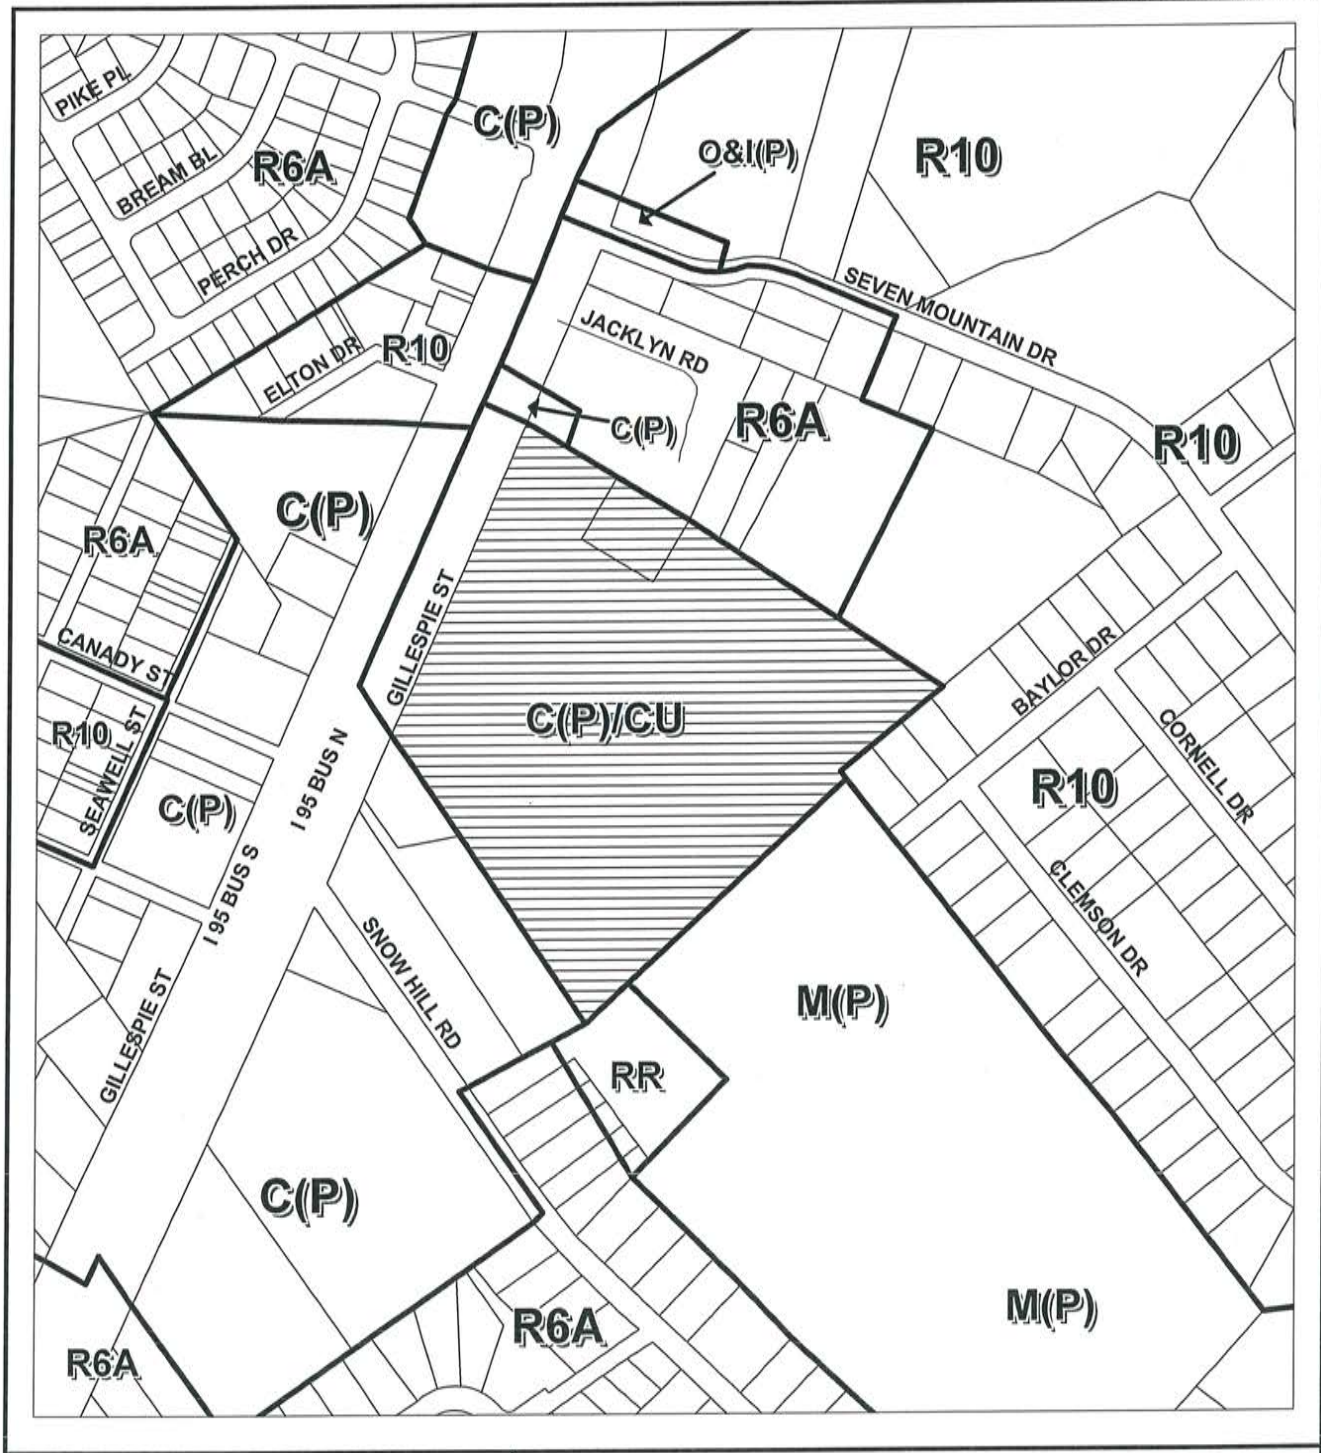 PIKE PL
C(P)
O&I(P)
R10
BREAM BL
R6A
PERCH DR
SEVEN MOUNTAIN DR
JACKLYN RD
ELTON DR
R10
C(P)
R6A
R10
C(P)
R6A
GILLESPIE ST
CANADY ST
BAYLOR DR
R10
SEAWELL ST
C(P)/CU
CORNELL DR
I 95 BUS N
R10
C(P)
I 95 BUS S
CLEMSON DR
SNOW HILL RD
GILLESPIE ST
M(P)
RR
C(P)
M(P)
R6A
R6A